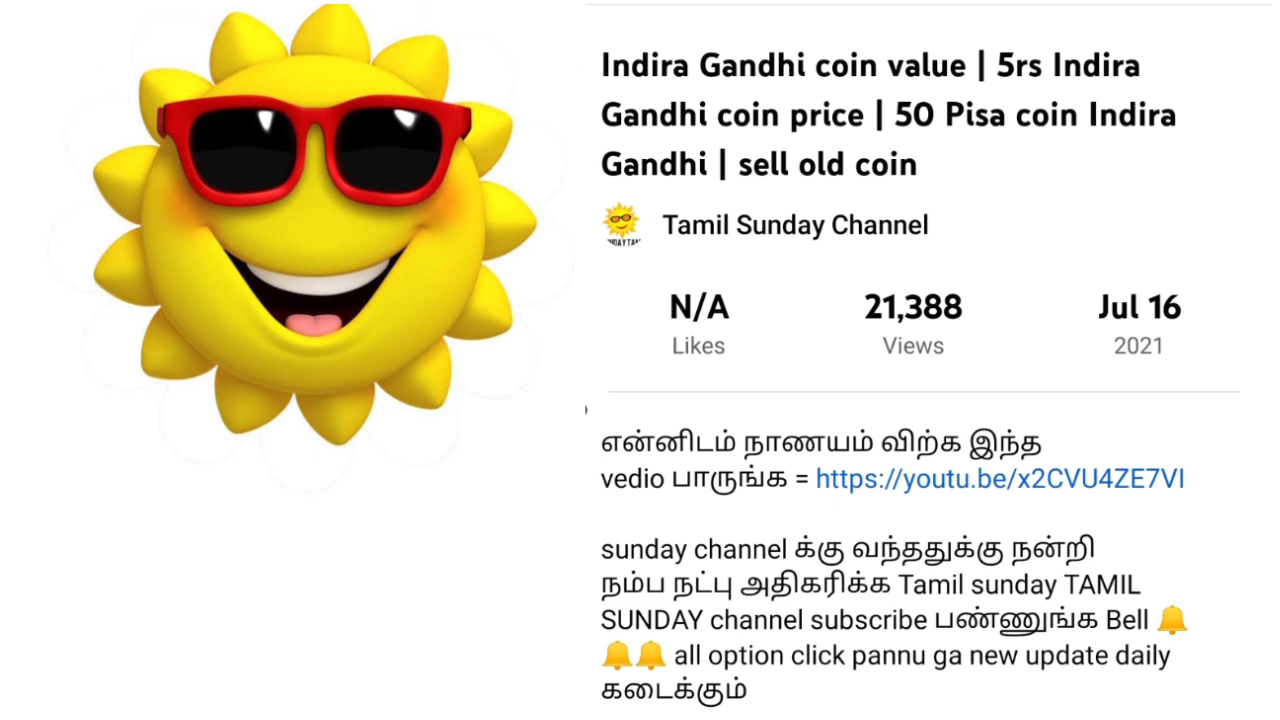 Indira Gandhi coin value | 5rs Indira
Gandhi coin price | 50 Pisa coin Indira
Gandhi | sell old coin
Tamil Sunday Channel
N/A 21,388 Jul 16
Likes Views 2021
என்னிடம் நாணயம் விற்க இந்த
vedio பாருங்க = https://youtu.be/x2CVU4ZE7VI
sunday channel க்கு வந்ததுக்கு நன்றி
நம்ப நட்பு அதிகரிக்க Tamil sunday TAMIL
SUNDAY channel subscribe பண்ணுங்க Bell 🔔
🔔🔔 all option click pannu ga new update daily
கடைக்கும்